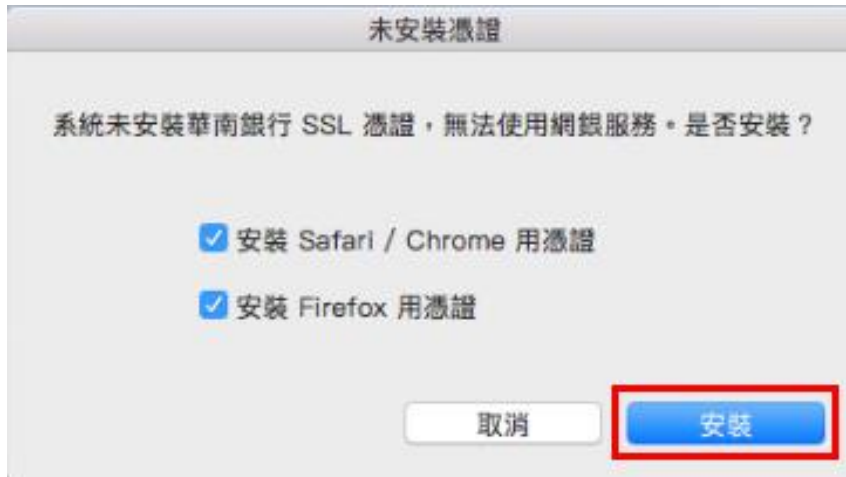 未安裝憑證
系統未安裝華南銀行 SSL 憑證，無法使用網銀服務。是否安裝？
安裝 Safari / Chrome 用憑證
安裝 Firefox 用憑證
取消
安裝